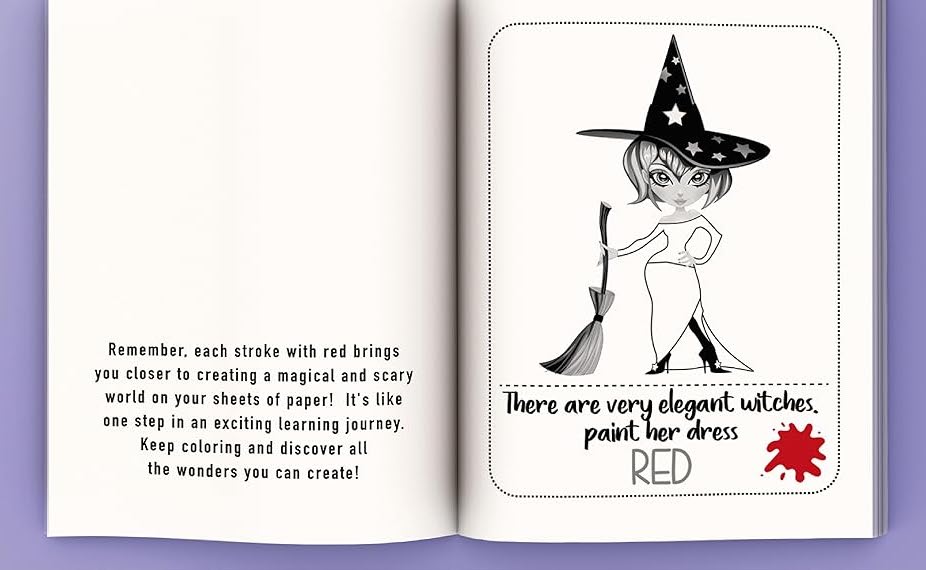 Remember, each stroke with red brings
you closer to creating a magical and scary
world on your sheets of paper! It's like
one step in an exciting learning journey.
Keep coloring and discover all
the wonders you can create!
There are very elegant witches,
paint her dress
RED